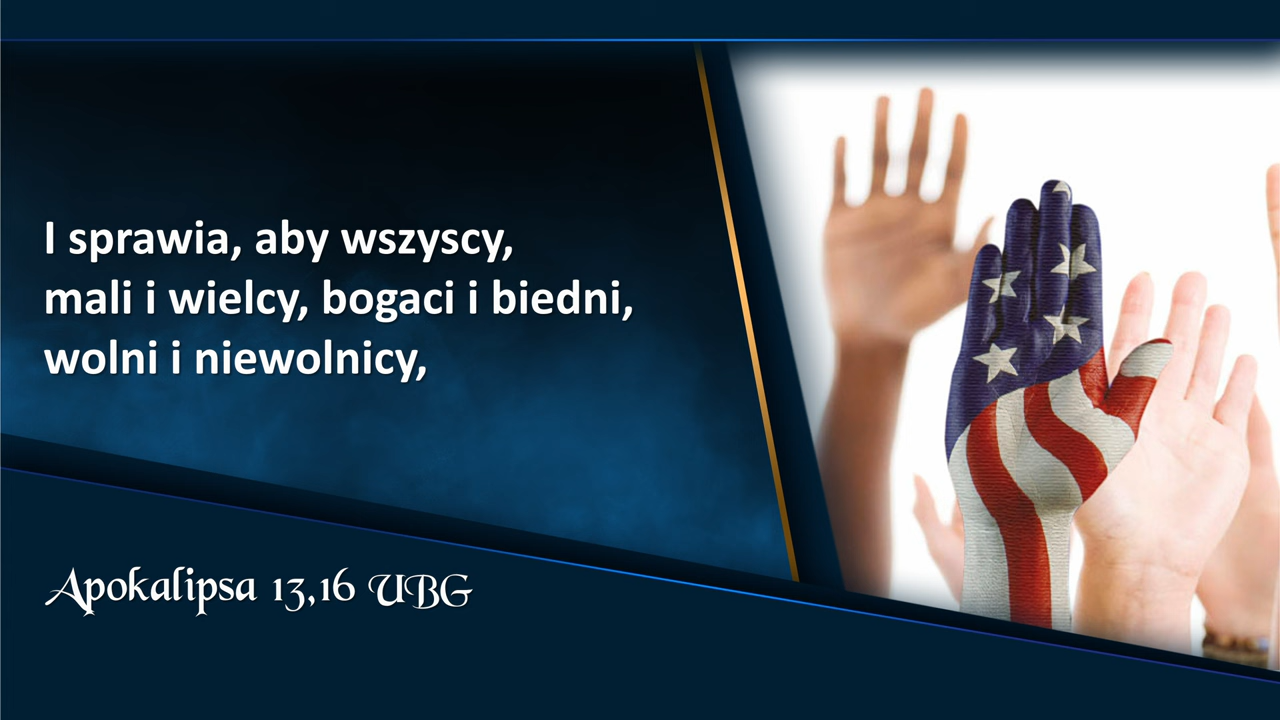 I sprawia, aby wszyscy,
mali i wielcy, bogaci i biedni,
wolni i niewolnicy,
Apokalipsa 13,16 UBG